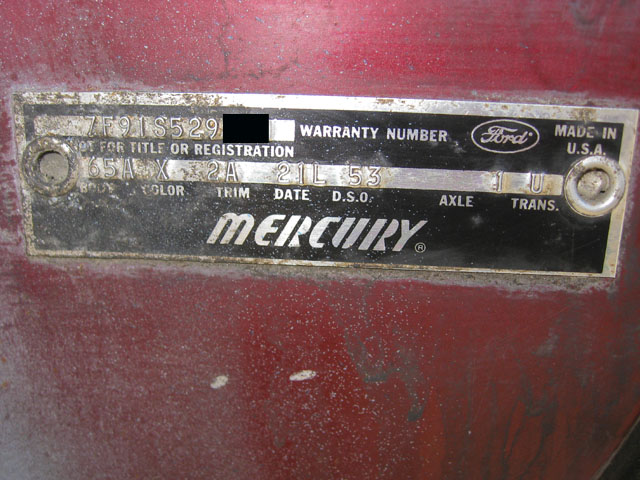 7F91S529 WARRANTY NUMBER Ford MADE IN U.S.A.
NOT FOR TITLE OR REGISTRATION
65A X 2A 21L 53 1 U
BODY COLOR TRIM DATE D.S.O. AXLE TRANS.
MERCURY ®